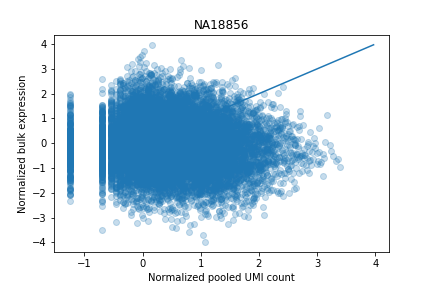 NA18856
Normalized bulk expression
4
3
2
1
0
−1
−2
−3
−4
−1 0 1 2 3 4
Normalized pooled UMI count